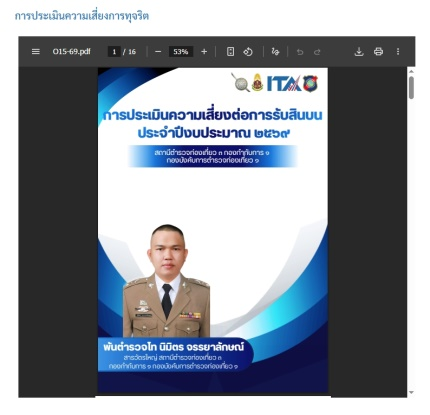 การประเมินความเสี่ยงการทุจริต
O15-69.pdf
1 / 16
53%
ITA
การประเมินความเสี่ยงต่อการรับสินบน
ประจำปีงบประมาณ ๒๕๖๙
สถานีตำรวจท่องเที่ยว ๓ กองกำกับการ ๑
กองบังคับการตำรวจท่องเที่ยว ๑
พันตำรวจโท นิมิตร จรรยาลักษณ์
สารวัตรใหญ่ สถานีตำรวจท่องเที่ยว ๓
กองกำกับการ ๑ กองบังคับการตำรวจท่องเที่ยว ๑